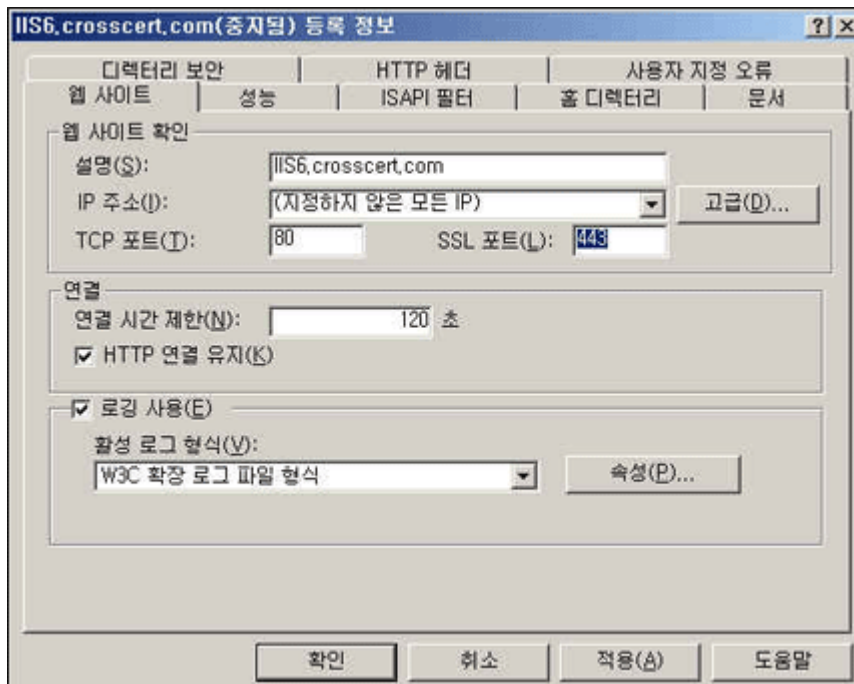 IIS6.crosscert.com(중지됨) 등록 정보
디렉터리 보안 HTTP 헤더 사용자 지정 오류
웹 사이트 성능 ISAPI 필터 홈 디렉터리 문서
웹 사이트 확인
설명(S): IIS6.crosscert.com
IP 주소(I): (지정하지 않은 모든 IP) 고급(D)...
TCP 포트(T): 80 SSL 포트(L): 443
연결
연결 시간 제한(N): 120 초
HTTP 연결 유지(K)
로깅 사용(E)
활성 로그 형식(V):
W3C 확장 로그 파일 형식 속성(P)...
확인 취소 적용(A) 도움말